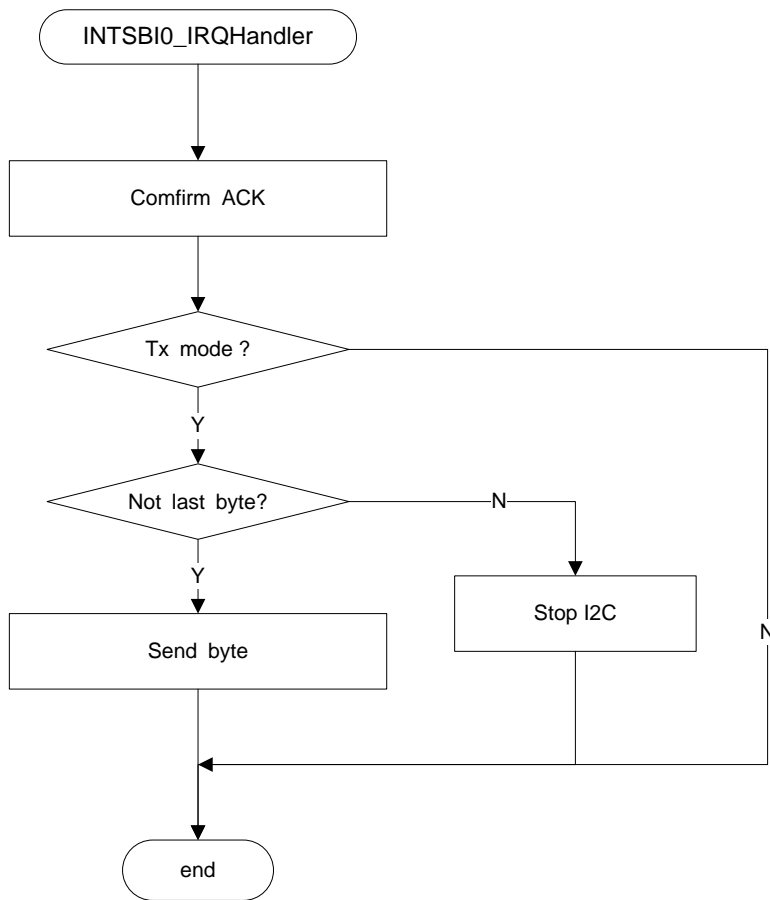 INTSBI0_IRQHandler
Comfirm ACK
Tx mode ?
Y
Not last byte?
N
Y
Stop I2C
N
Send byte
end